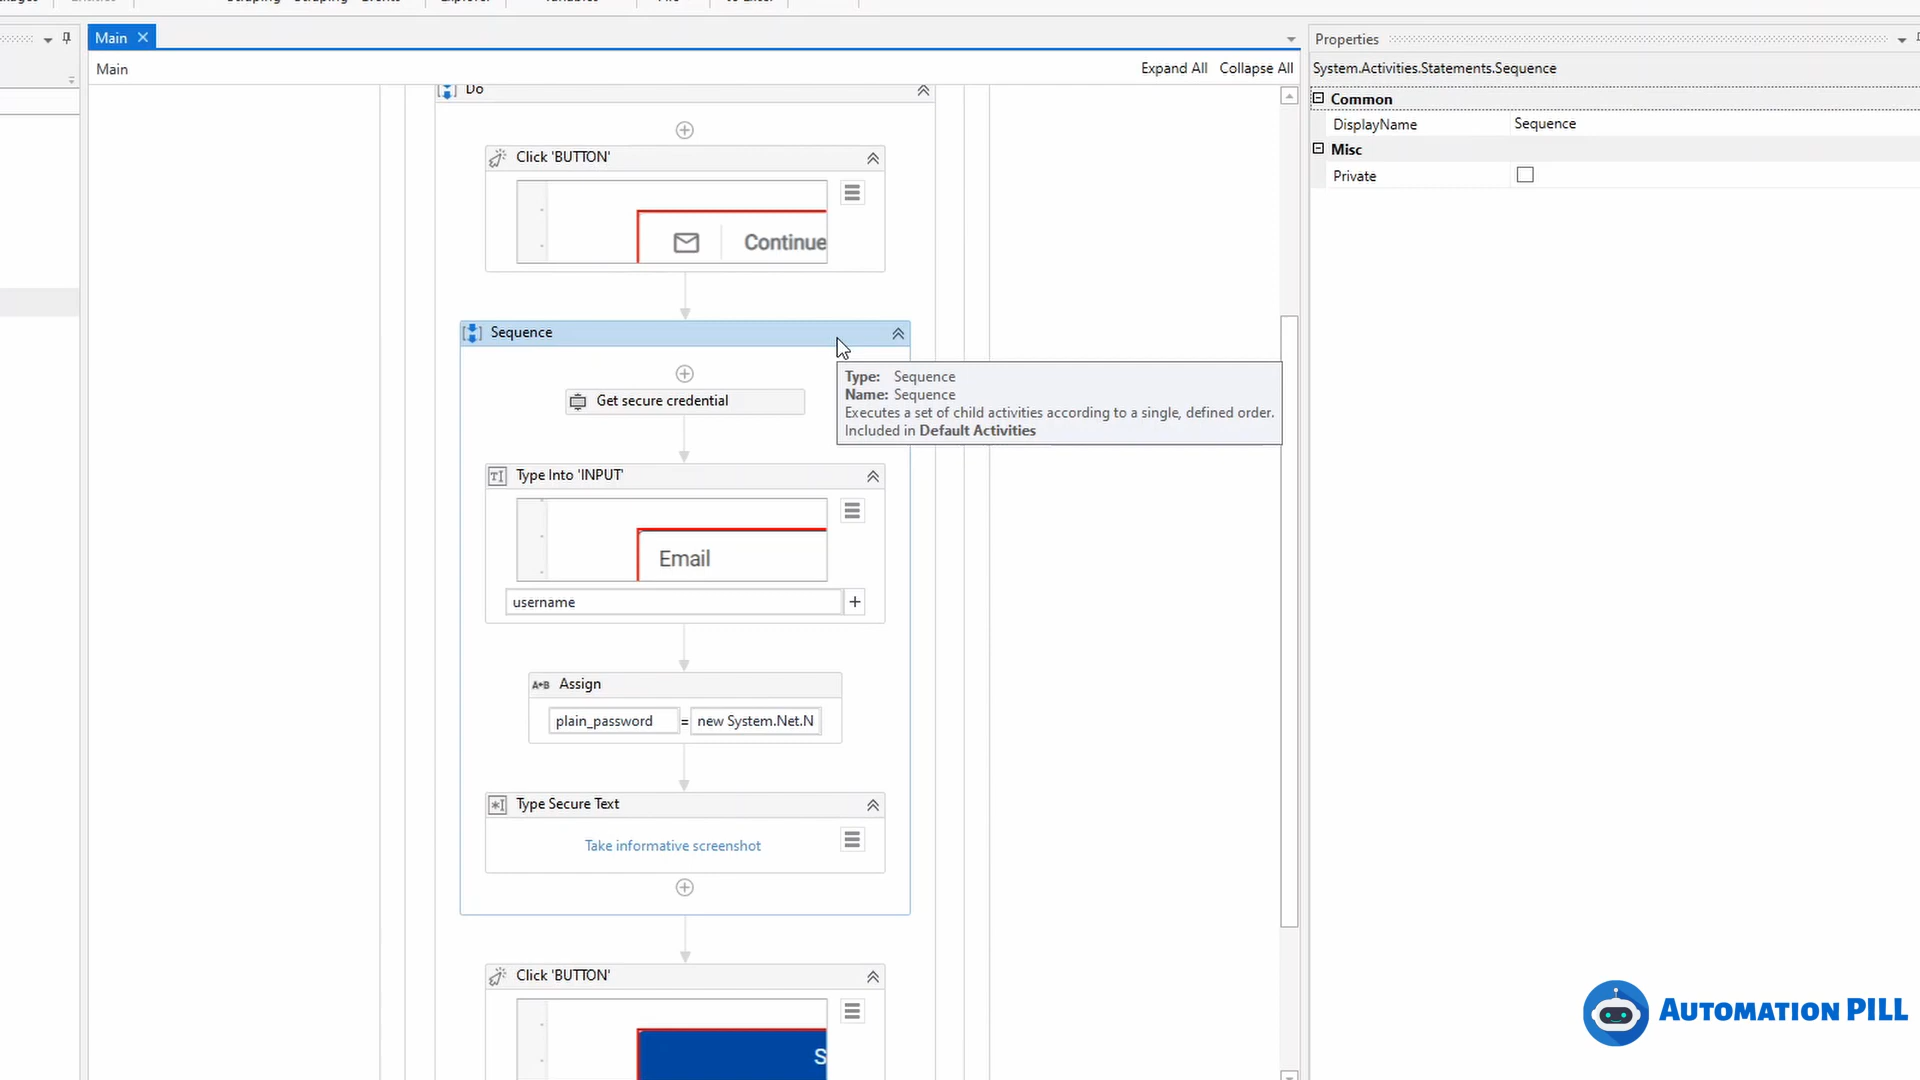 Main
Properties
Main
Expand All Collapse All
System.Activities.Statements.Sequence
Do
Common
DisplayName Sequence
Misc
Private
Click 'BUTTON'
Continue
Sequence
Type: Sequence
Name: Sequence
Executes a set of child activities according to a single, defined order.
Included in Default Activities
Get secure credential
Type Into 'INPUT'
Email
username
A+B Assign
plain_password = new System.Net.N
Type Secure Text
Take informative screenshot
Click 'BUTTON'
S
AUTOMATION PILL